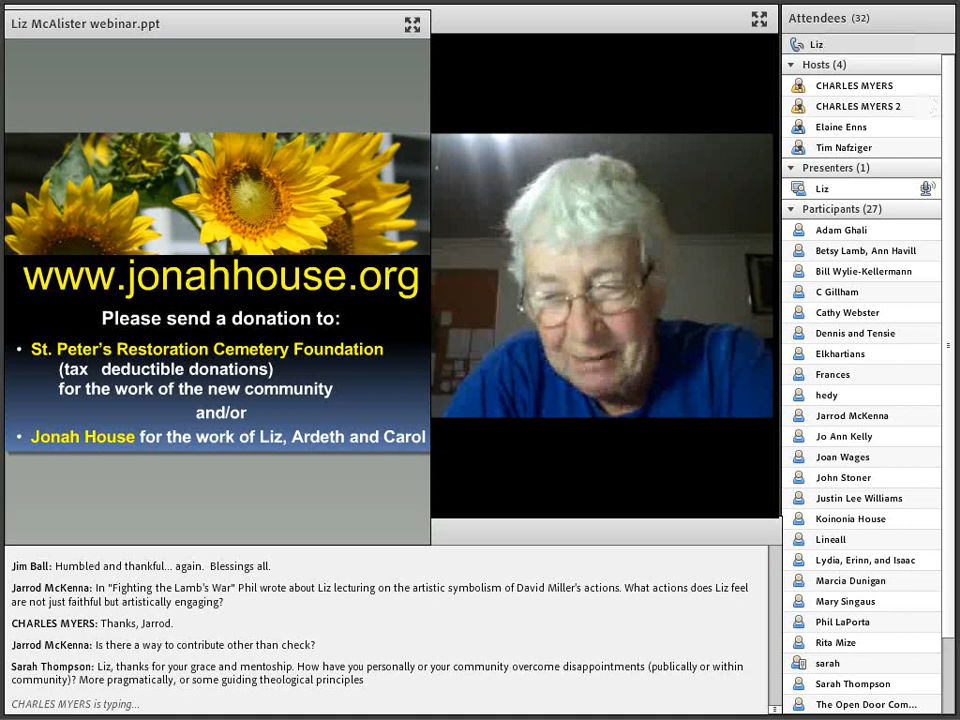 Liz McAlister webinar.ppt
www.jonahhouse.org
Please send a donation to:
• St. Peter's Restoration Cemetery Foundation
(tax deductible donations)
for the work of the new community
and/or
• Jonah House for the work of Liz, Ardeth and Carol
Attendees (32)
Liz
Hosts (4)
CHARLES MYERS
CHARLES MYERS 2
Elaine Enns
Tim Nafziger
Presenters (1)
Liz
Participants (27)
Adam Ghali
Betsy Lamb, Ann Havill
Bill Wylie-Kellermann
C Gillham
Cathy Webster
Dennis and Tensie
Elkhartians
Frances
hedy
Jarrod McKenna
Jo Ann Kelly
Joan Wages
John Stoner
Justin Lee Williams
Koinonia House
Lineall
Lydia, Erinn, and Isaac
Marcia Dunigan
Mary Singaus
Phil LaPorta
Rita Mize
sarah
Sarah Thompson
The Open Door Com...
Jim Ball: Humbled and thankful... again. Blessings all.
Jarrod McKenna: In "Fighting the Lamb's War" Phil wrote about Liz lecturing on the artistic symbolism of David Miller's actions. What actions does Liz feel
are not just faithful but artistically engaging?
CHARLES MYERS: Thanks, Jarrod.
Jarrod McKenna: Is there a way to contribute other than check?
Sarah Thompson: Liz, thanks for your grace and mentoship. How have you personally or your community overcome disappointments (publically or within
community)? More pragmatically, or some guiding theological principles
CHARLES MYERS is typing...